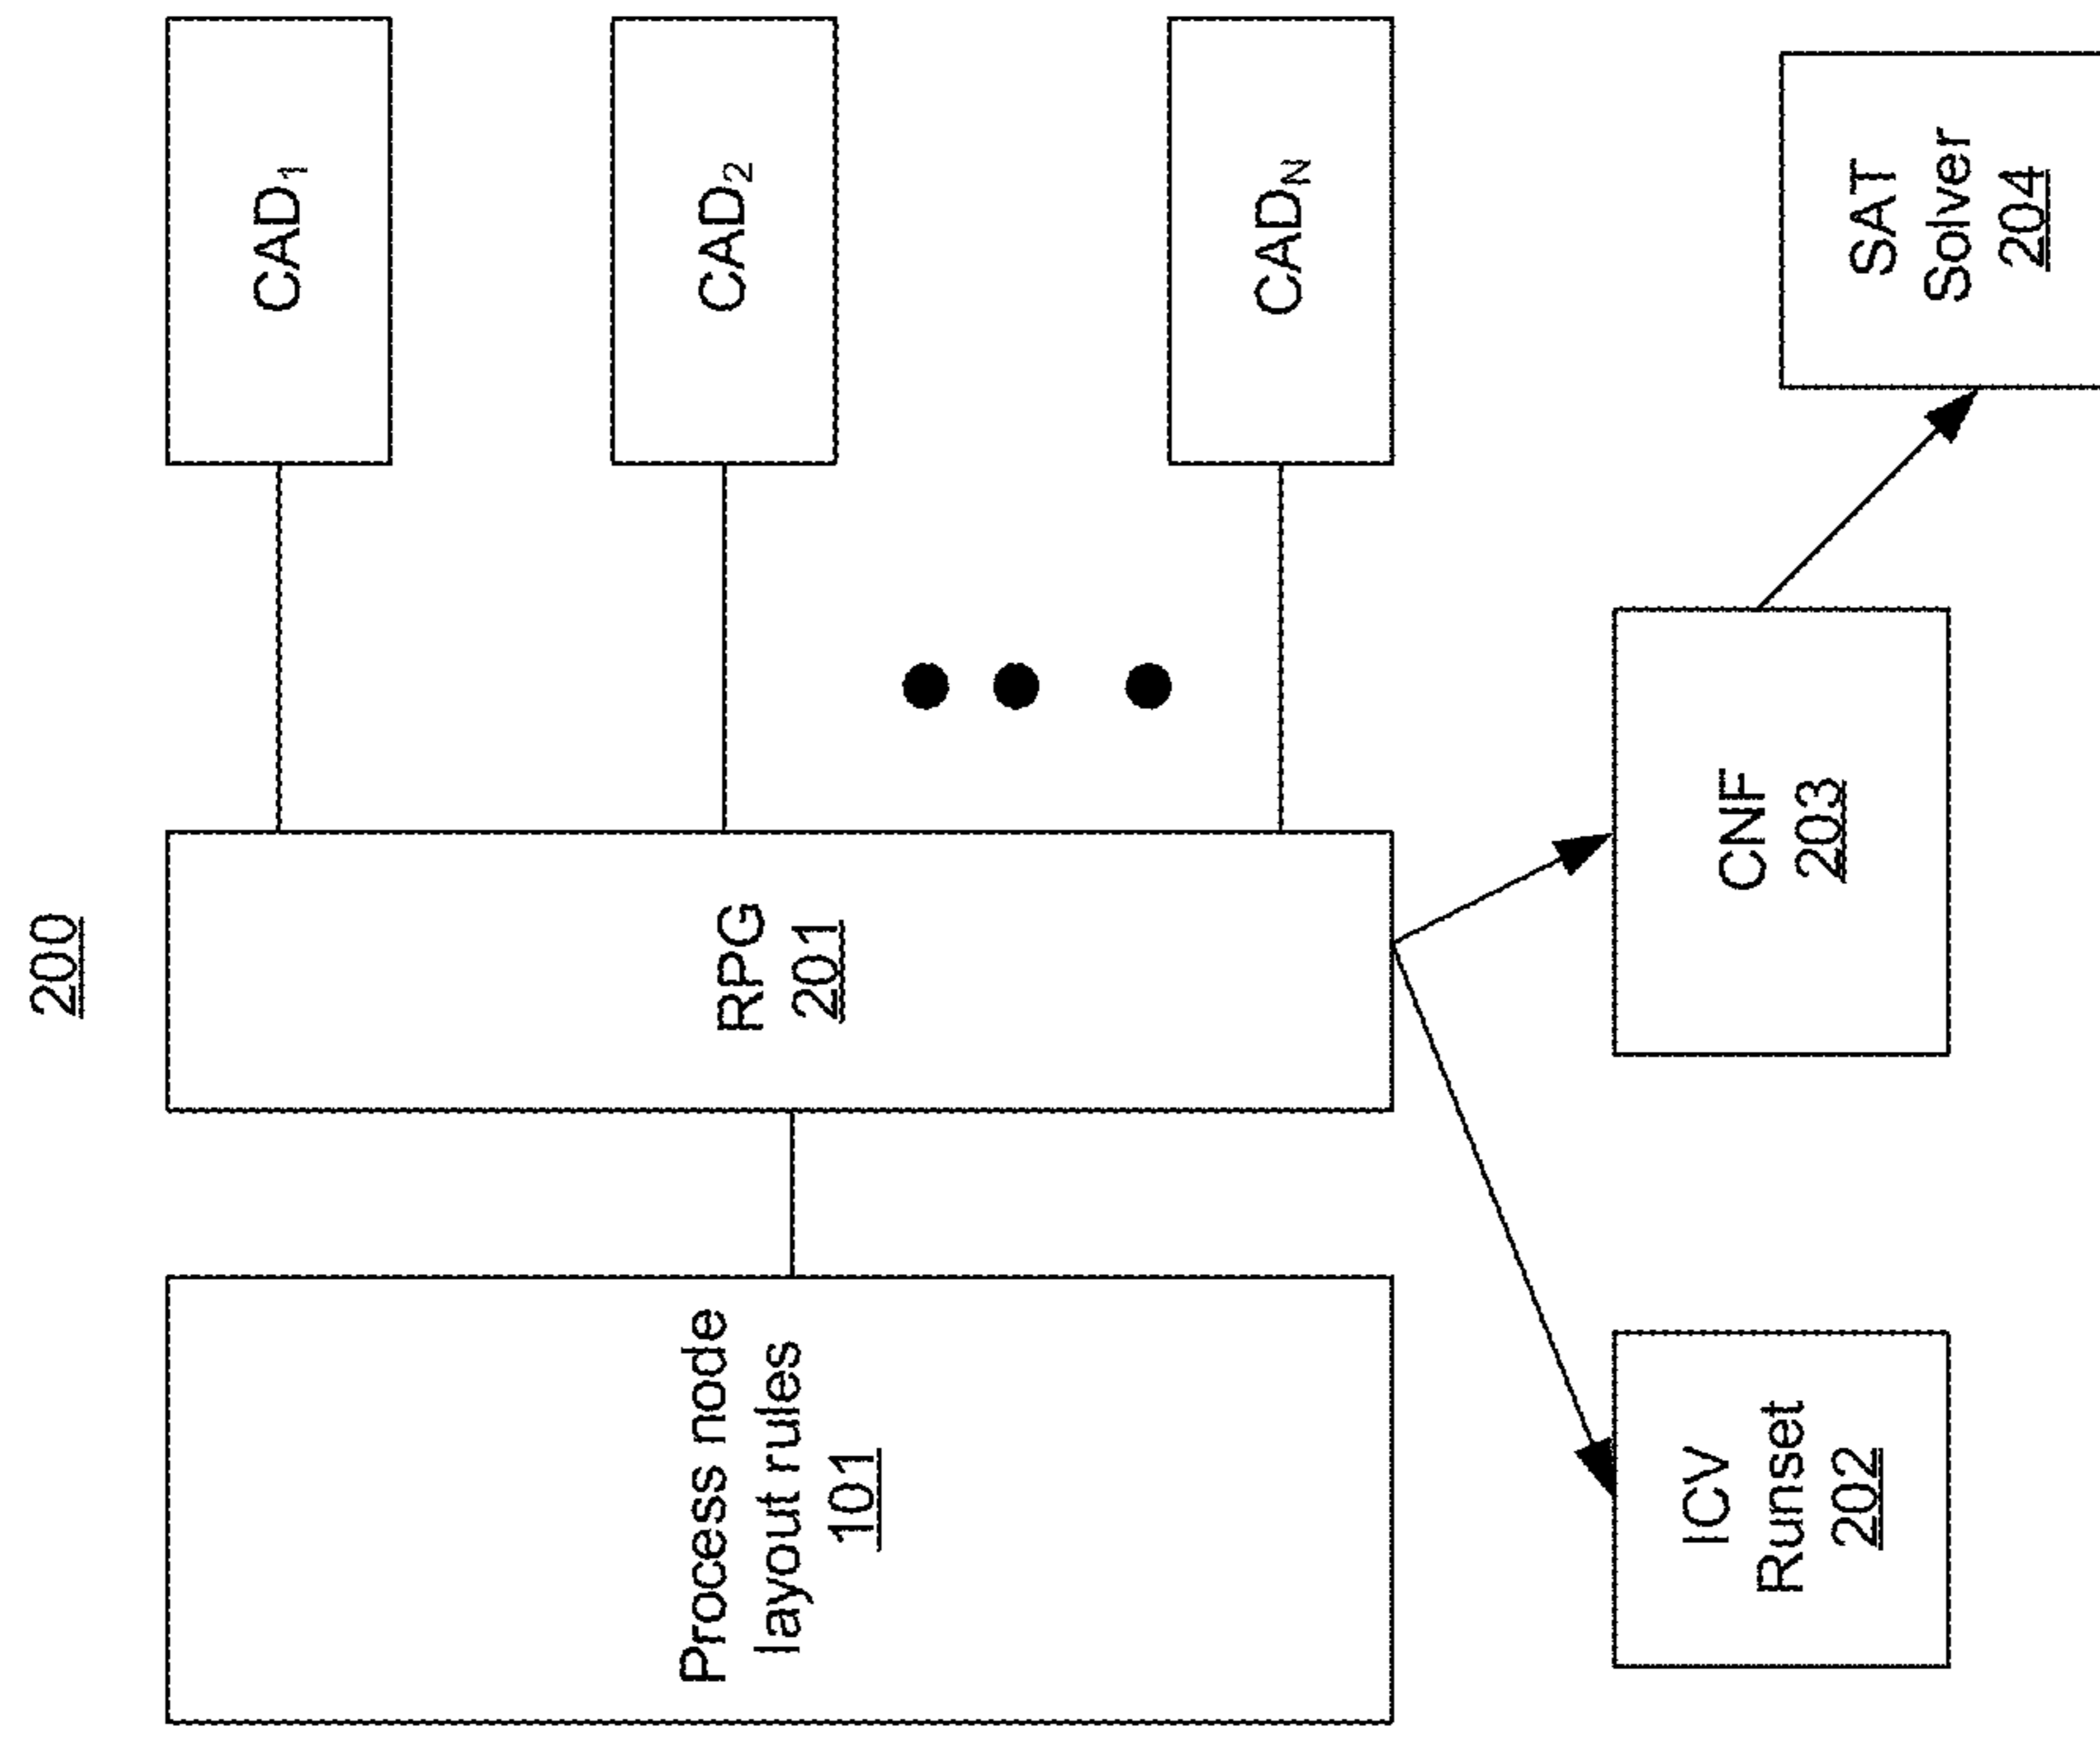 200
Process node
layout rules
101
RPG
201
CAD1
CAD2
CADN
ICV
Runset
202
CNF
203
SAT
Solver
204